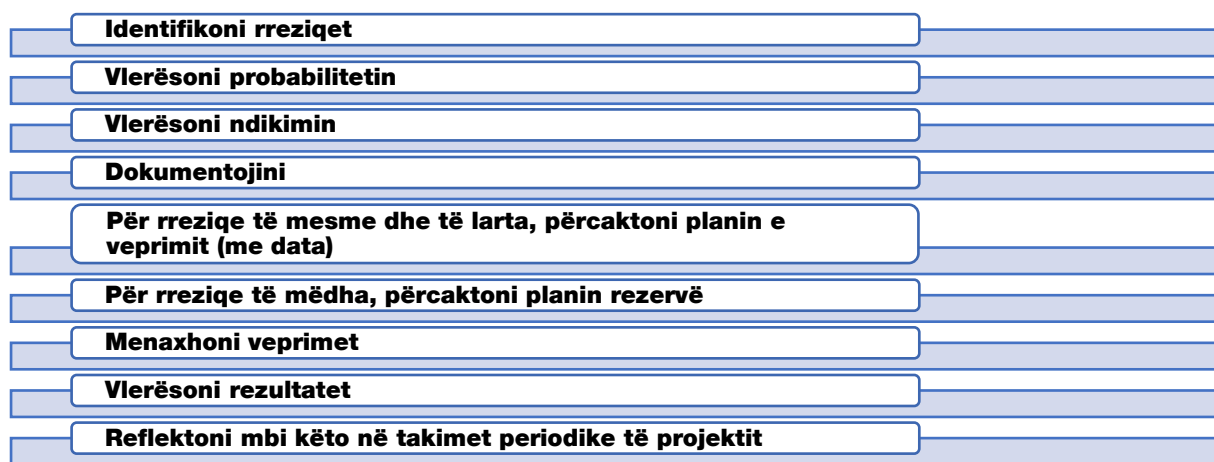 Identifikoni rreziqet
Vlerësoni probabilitetin
Vlerësoni ndikimin
Dokumentojini
Për rreziqe të mesme dhe të larta, përcaktoni planin e
veprimit (me data)
Për rreziqe të mëdha, përcaktoni planin rezervë
Menaxhoni veprimet
Vlerësoni rezultatet
Reflektoni mbi këto në takimet periodike të projektit